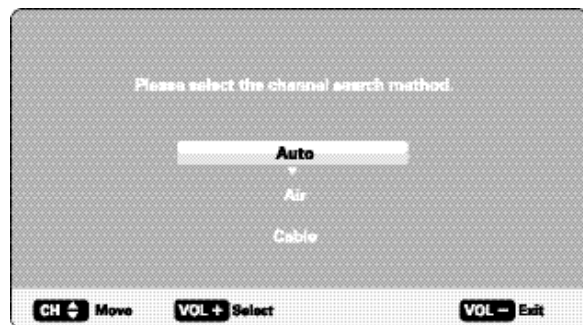 Please select the channel search method.
Auto
Air
Cable
CH Move VOL + Select VOL - Exit